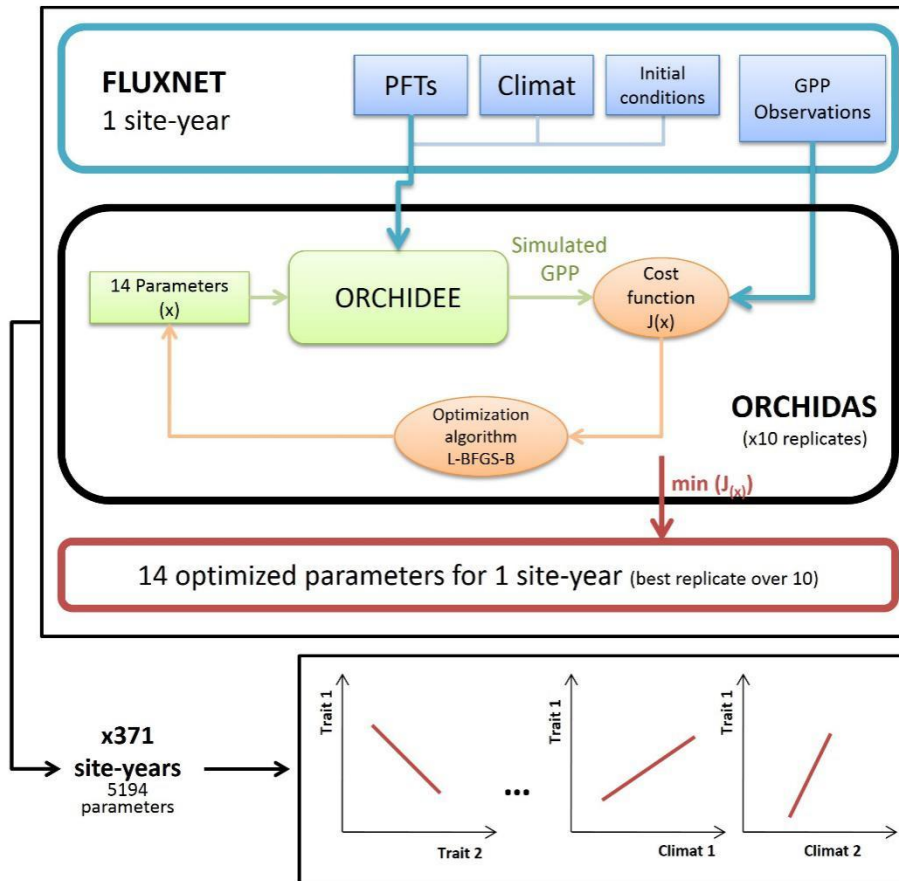 FLUXNET
1 site-year
PFTs
Climat
Initial
conditions
GPP
Observations
14 Parameters
(x)
ORCHIDEE
Simulated
GPP
Cost
function
J(x)
Optimization
algorithm
L-BFGS-B
ORCHIDAS
(x10 replicates)
min (J(x))
14 optimized parameters for 1 site-year (best replicate over 10)
x371
site-years
5194
parameters
Trait 1
Trait 2
...
Trait 1
Climat 1
Trait 1
Climat 2